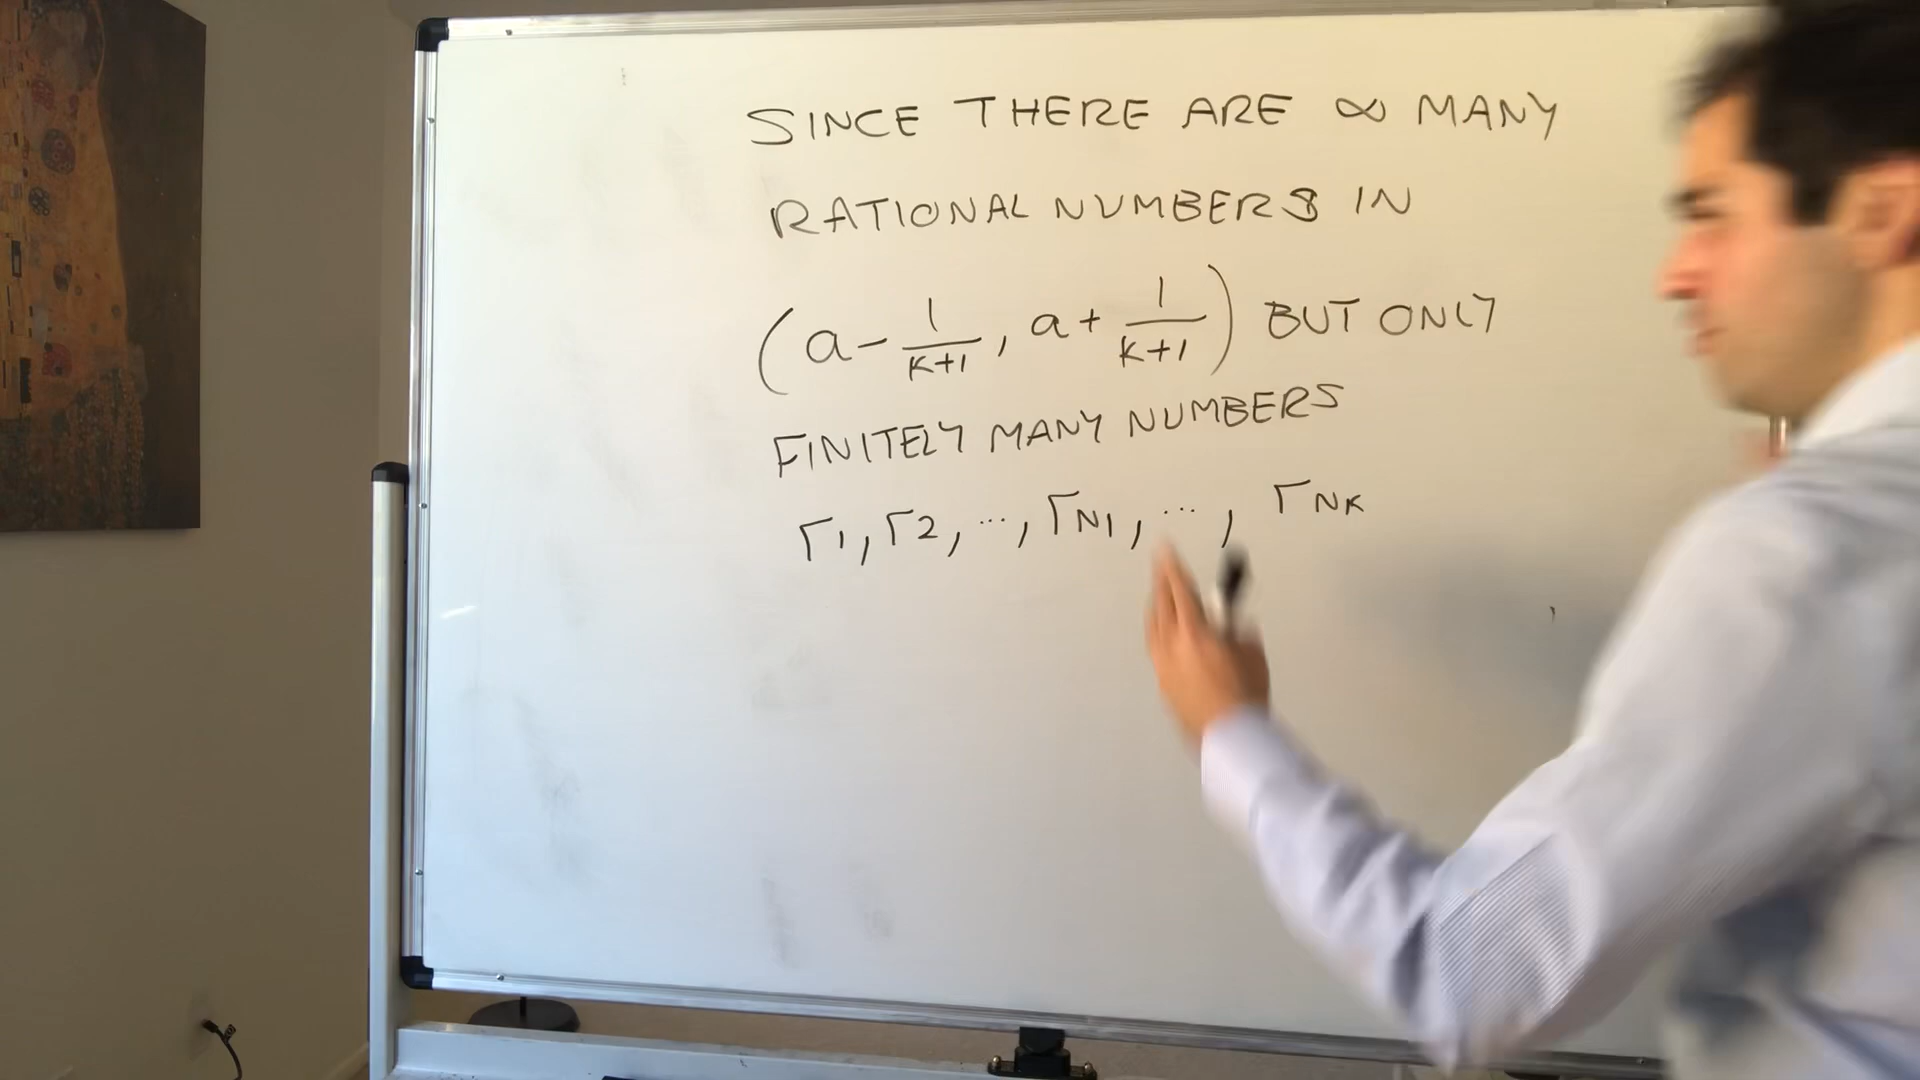 SINCE THERE ARE ∞ MANY
RATIONAL NUMBERS IN
(a - 1/(K+1), a + 1/(K+1)) BUT ONLY
FINITELY MANY NUMBERS
r1, r2, ..., rN1, ..., rNK